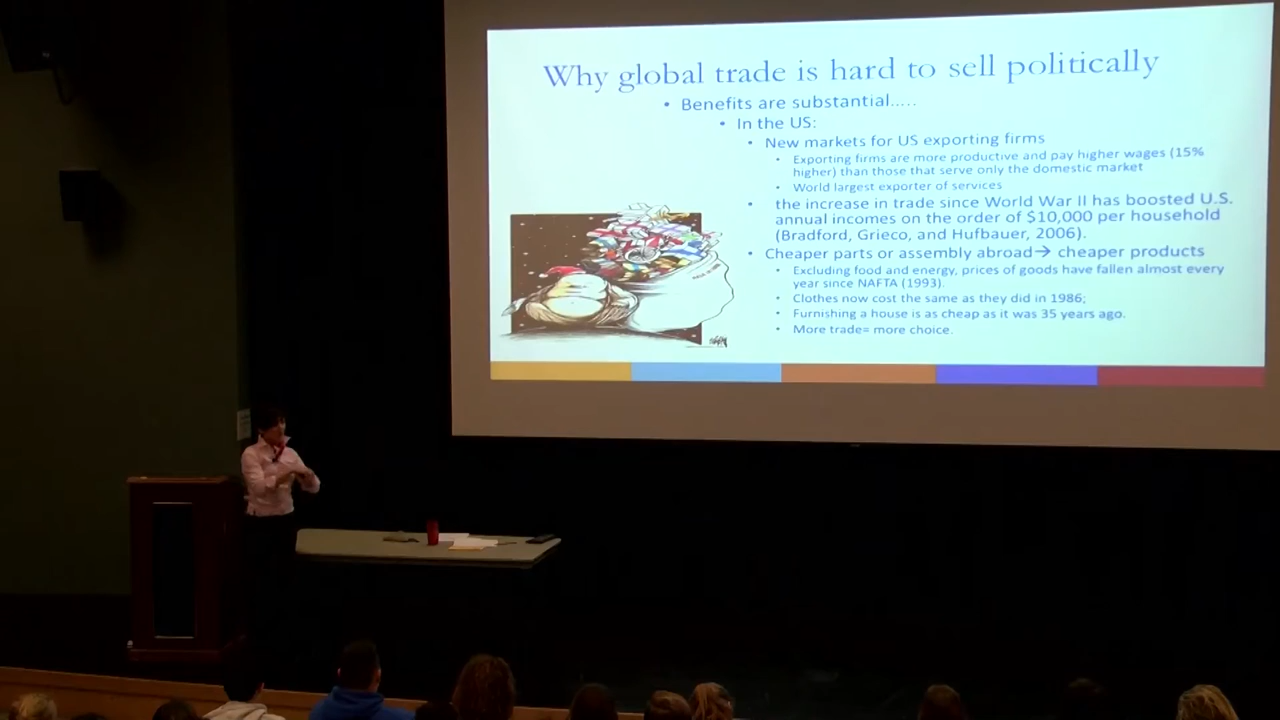 Why global trade is hard to sell politically
• Benefits are substantial…..
• In the US:
• New markets for US exporting firms
• Exporting firms are more productive and pay higher wages (15%
higher) than those that serve only the domestic market
• World largest exporter of services
• the increase in trade since World War II has boosted U.S.
annual incomes on the order of $10,000 per household
(Bradford, Grieco, and Hufbauer, 2006).
• Cheaper parts or assembly abroad→ cheaper products
• Excluding food and energy, prices of goods have fallen almost every
year since NAFTA (1993).
• Clothes now cost the same as they did in 1986;
• Furnishing a house is as cheap as it was 35 years ago.
• More trade= more choice.